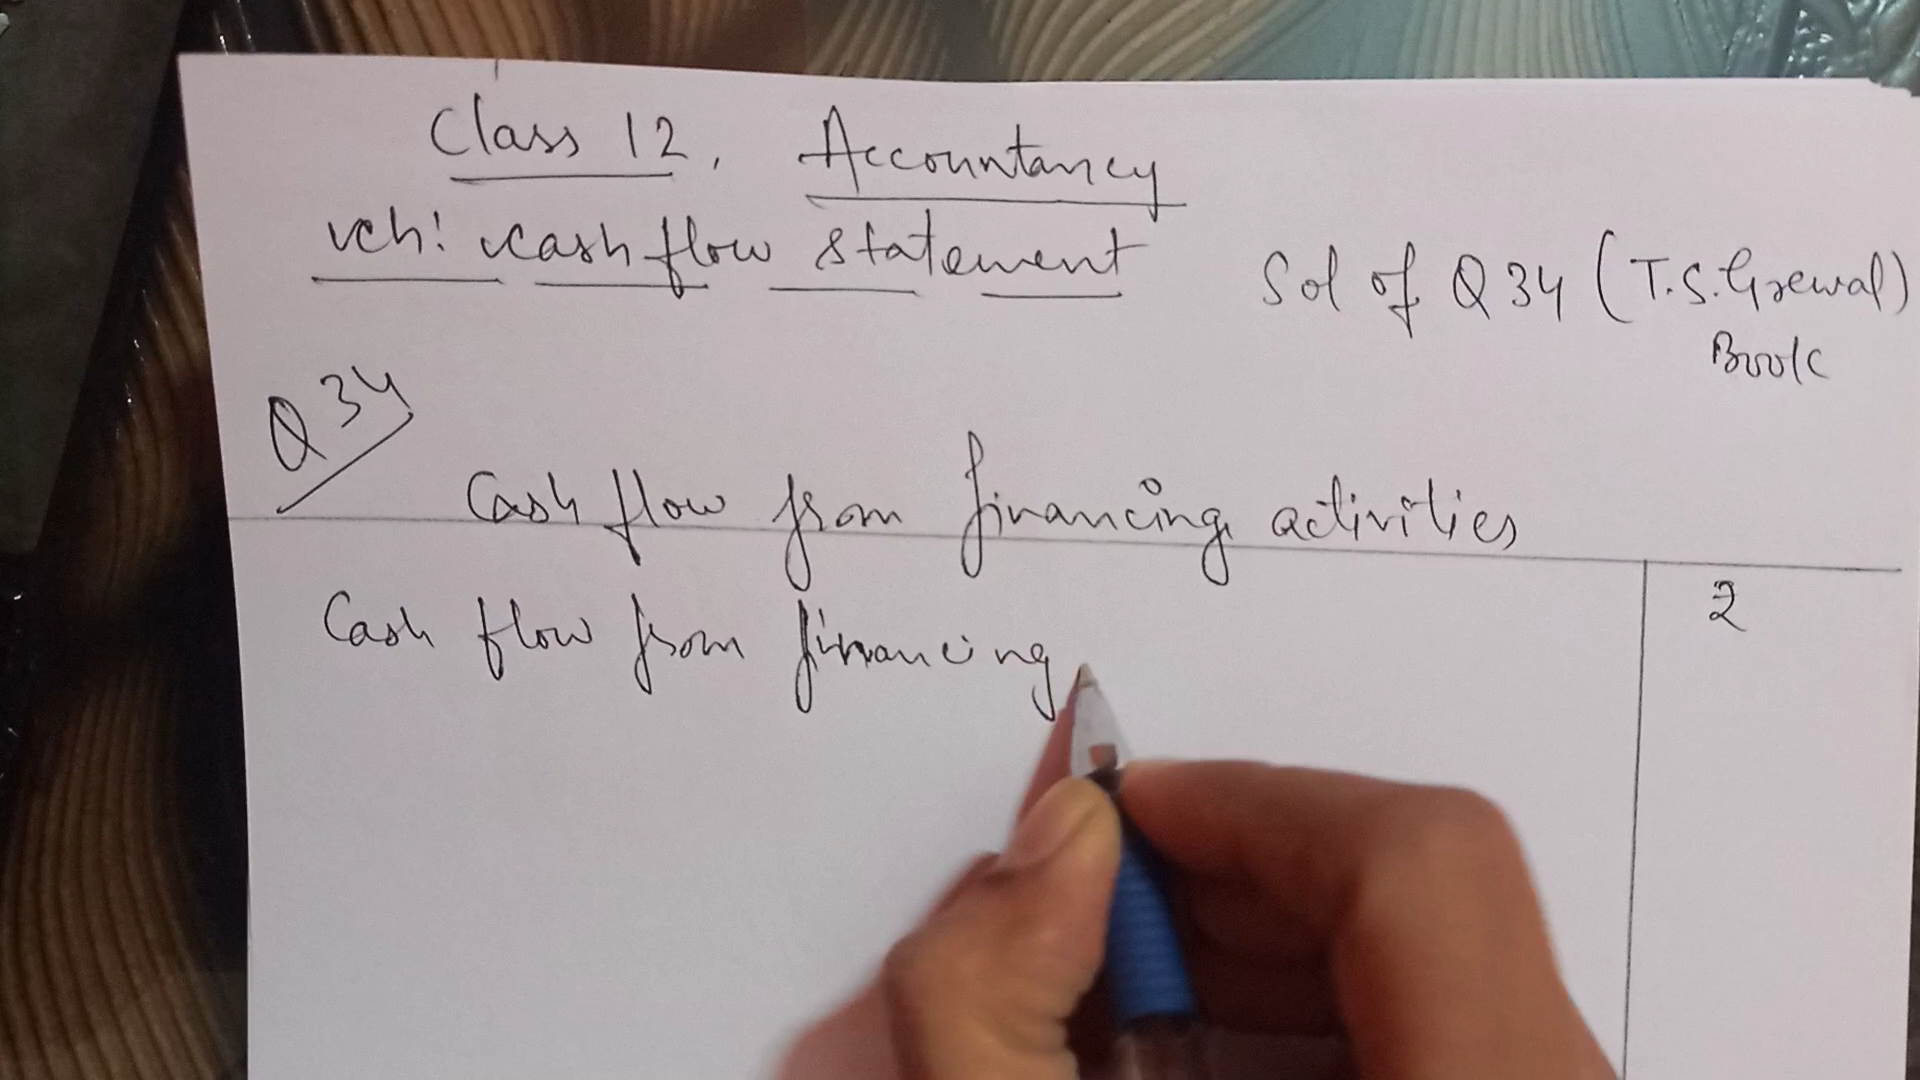 Class 12, Accountancy
ch: Cash flow statement
Sol of Q 34 (T.S. Grewal)
Book
Q 34
Cash flow from financing activities
₹
Cash flow from financing